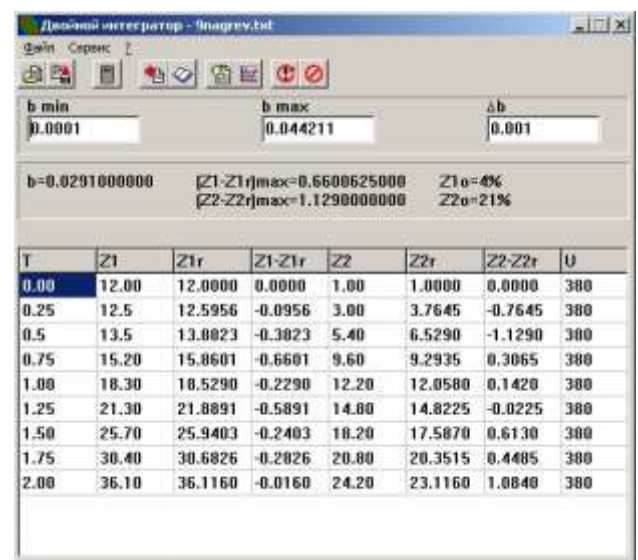 Двойной интегратор - 9nagrev.txt
Файл Сервис ?
b min b max Δb
0.0001 0.044211 0.001
b=0.0291000000 [Z1-Z1r]max=0.6600625000 Z1o=4%
[Z2-Z2r]max=1.1290000000 Z2o=21%
T Z1 Z1r Z1-Z1r Z2 Z2r Z2-Z2r U
0.00 12.00 12.0000 0.0000 1.00 1.0000 0.0000 380
0.25 12.5 12.5956 -0.0956 3.00 3.7645 -0.7645 380
0.5 13.5 13.8823 -0.3823 5.40 6.5290 -1.1290 380
0.75 15.20 15.8601 -0.6601 9.60 9.2935 0.3065 380
1.00 18.30 18.5290 -0.2290 12.20 12.0580 0.1420 380
1.25 21.30 21.8891 -0.5891 14.80 14.8225 -0.0225 380
1.50 25.70 25.9403 -0.2403 18.20 17.5870 0.6130 380
1.75 30.40 30.6826 -0.2826 20.80 20.3515 0.4485 380
2.00 36.10 36.1160 -0.0160 24.20 23.1160 1.0840 380